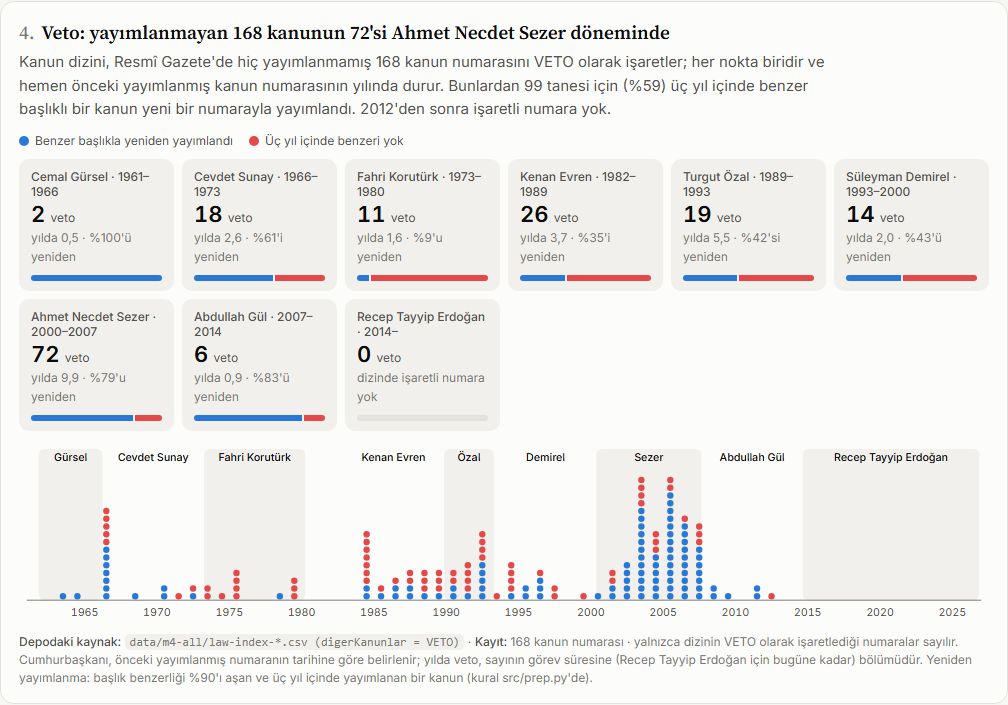 4. Veto: yayımlanmayan 168 kanunun 72'si Ahmet Necdet Sezer döneminde
Kanun dizini, Resmî Gazete'de hiç yayımlanmamış 168 kanun numarasını VETO olarak işaretler; her nokta biridir ve
hemen önceki yayımlanmış kanun numarasının yılında durur. Bunlardan 99 tanesi için (%59) üç yıl içinde benzer
başlıklı bir kanun yeni bir numarayla yayımlandı. 2012'den sonra işaretli numara yok.
Benzer başlıkla yeniden yayımlandı Üç yıl içinde benzeri yok
Cemal Gürsel · 1961–
1966
2 veto
yılda 0,5 · %100'ü
yeniden
Cevdet Sunay · 1966–
1973
18 veto
yılda 2,6 · %61'i
yeniden
Fahri Korutürk · 1973–
1980
11 veto
yılda 1,6 · %9'u
yeniden
Kenan Evren · 1982–
1989
26 veto
yılda 3,7 · %35'i
yeniden
Turgut Özal · 1989–
1993
19 veto
yılda 5,5 · %42'si
yeniden
Süleyman Demirel ·
1993–2000
14 veto
yılda 2,0 · %43'ü
yeniden
Ahmet Necdet Sezer ·
2000–2007
72 veto
yılda 9,9 · %79'u
yeniden
Abdullah Gül · 2007–
2014
6 veto
yılda 0,9 · %83'ü
yeniden
Recep Tayyip Erdoğan
· 2014–
0 veto
dizinde işaretli numara
yok
Gürsel Cevdet Sunay Fahri Korutürk Kenan Evren Özal Demirel Sezer Abdullah Gül Recep Tayyip Erdoğan
1965 1970 1975 1980 1985 1990 1995 2000 2005 2010 2015 2020 2025
Depodaki kaynak: data/m4-all/law-index-*.csv (digerKanunlar = VETO) · Kayıt: 168 kanun numarası · yalnızca dizinin VETO olarak işaretlediği numaralar sayılır.
Cumhurbaşkanı, önceki yayımlanmış numaranın tarihine göre belirlenir; yılda veto, sayının görev süresine (Recep Tayyip Erdoğan için bugüne kadar) bölümüdür. Yeniden
yayımlanma: başlık benzerliği %90'ı aşan ve üç yıl içinde yayımlanan bir kanun (kural src/prep.py'de).